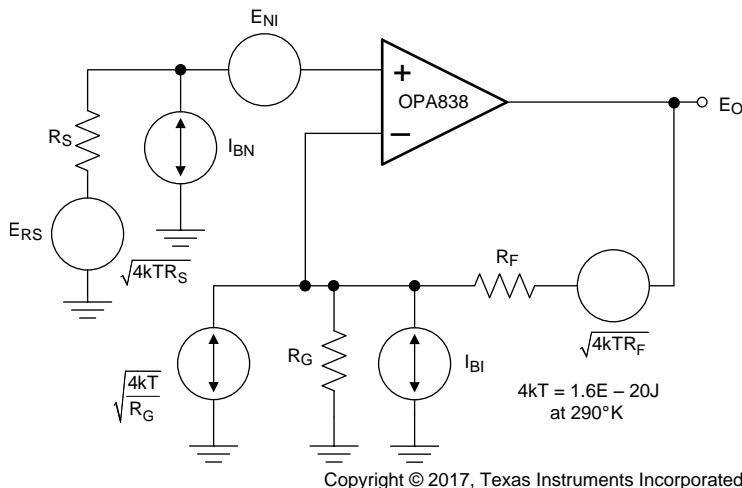 E_NI
+
OPA838
E_O
R_S
I_BN
−
E_RS
√4kTR_S
R_F
R_G
I_BI
√4kTR_F
√4kT/R_G
4kT = 1.6E – 20J
at 290°K
Copyright © 2017, Texas Instruments Incorporated